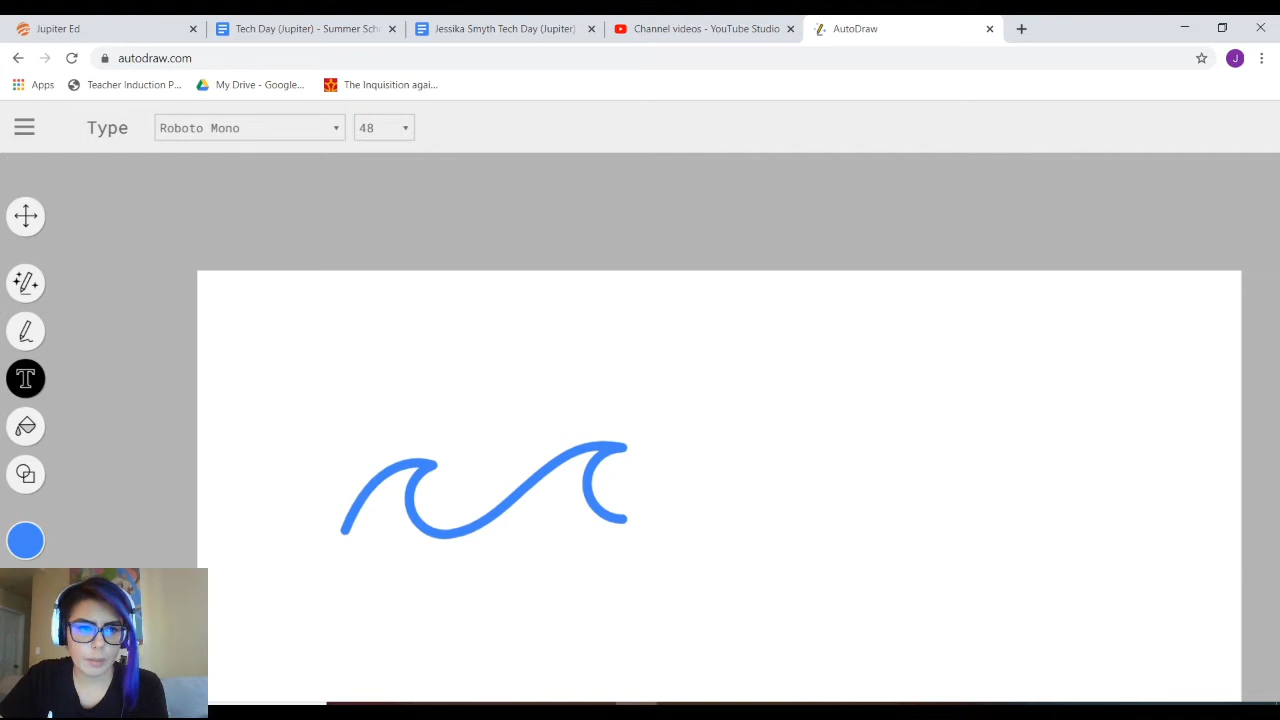 Jupiter Ed
Tech Day (Jupiter) - Summer Sch
Jessika Smyth Tech Day (Jupiter)
Channel videos - YouTube Studio
AutoDraw
autodraw.com
J
Apps
Teacher Induction P...
My Drive - Google...
The Inquisition agai...
Type
Roboto Mono
48
T